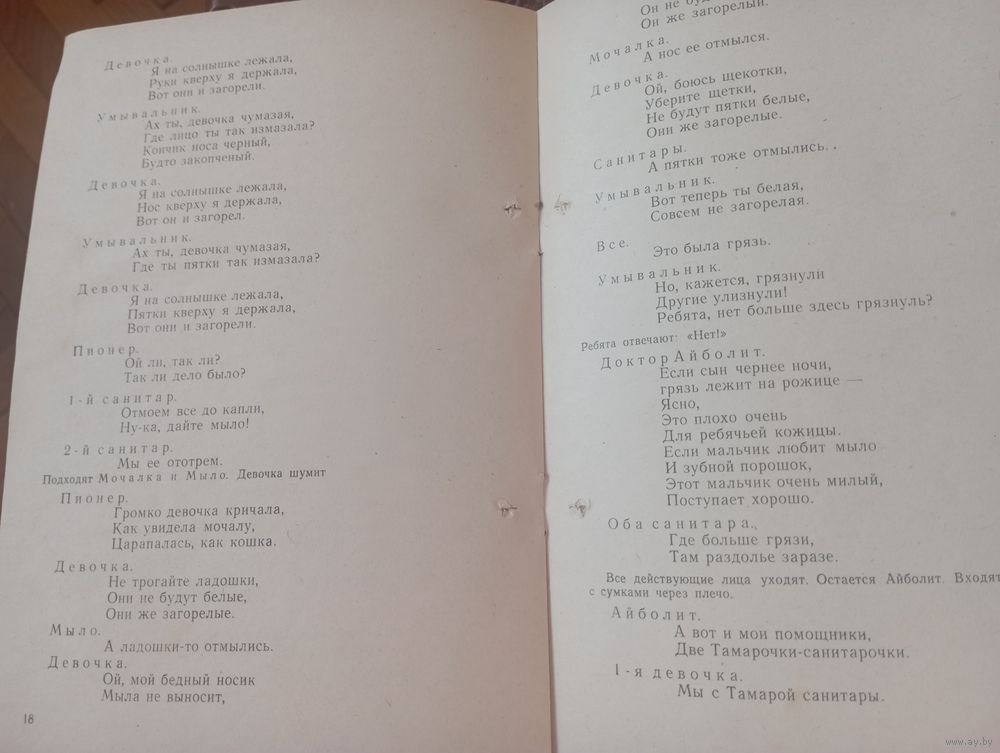 Девочка.
Я на солнышке лежала,
Руки кверху я держала,
Вот они и загорели.
Умывальник.
Ах ты, девочка чумазая,
Где лицо ты так измазала?
Кончик носа черный,
Будто закопченый.
Девочка.
Я на солнышке лежала,
Нос кверху я держала,
Вот он и загорел.
Умывальник.
Ах ты, девочка чумазая,
Где ты пятки так измазала?
Девочка.
Я на солнышке лежала,
Пятки кверху я держала,
Вот они и загорели.
Пионер.
Ой ли, так ли?
Так ли дело было?
1-й санитар.
Отмоем все до капли,
Ну-ка, дайте мыло!
2-й санитар.
Мы ее ототрем.
Подходят Мочалка и Мыло. Девочка шумит
Пионер.
Громко девочка кричала,
Как увидела мочалу,
Царапалась, как кошка.
Девочка.
Не трогайте ладошки,
Они не будут белые,
Они же загорелые.
Мыло.
А ладошки-то отмылись.
Девочка.
Ой, мой бедный носик
Мыла не выносит,
18
Он не
Он же загорелый.
Мочалка.
А нос ее отмылся.
Девочка.
Ой, боюсь щекотки,
Уберите щетки,
Не будут пятки белые,
Они же загорелые.
Санитары.
А пятки тоже отмылись. .
Умывальник.
Вот теперь ты белая,
Совсем не загорелая.
Все.
Это была грязь.
Умывальник.
Но, кажется, грязнули
Другие улизнули!
Ребята, нет больше здесь грязнуль?
Ребята отвечают: «Нет!»
Доктор Айболит.
Если сын чернее ночи,
грязь лежит на рожице —
Ясно,
Это плохо очень
Для ребячьей кожицы.
Если мальчик любит мыло
И зубной порошок,
Этот мальчик очень милый,
Поступает хорошо.
Оба санитара.,
Где больше грязи,
Там раздолье заразе.
Все действующие лица уходят. Остается Айболит. Входят
с сумками через плечо.
Айболит.
А вот и мои помощники,
Две Тамарочки-санитарочки.
1-я девочка.
Мы с Тамарой санитары.
www.ay.by